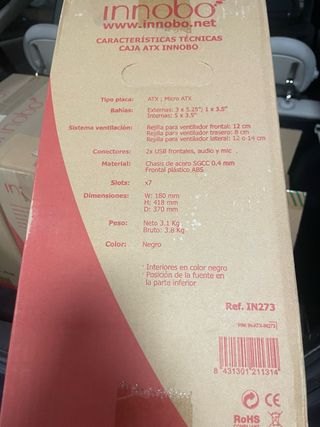 innobo
www.innobo.net
CARACTERÍSTICAS TÉCNICAS
CAJA ATX INNOBO
Tipo placa: ATX ; Micro ATX
Bahías: Externas: 3 x 5.25"; 1 x 3.5"
Internas: 5 x 3.5"
Sistema ventilación: Rejilla para ventilador frontal: 12 cm
Rejilla para ventilador trasero: 8 cm
Rejilla para ventilador lateral: 12 o 14 cm
Conectores: 2x USB frontales, audio y mic
Material: Chasis de acero SGCC 0.4 mm
Frontal plástico ABS
Slots: x7
Dimensiones: W: 180 mm
H: 418 mm
D: 370 mm
Peso: Neto 3.1 Kg
Bruto: 3.8 Kg
Color: Negro
· Interiores en color negro
· Posición de la fuente en
la parte inferior
Ref. IN273
8 431301 211314
CE
RoHS